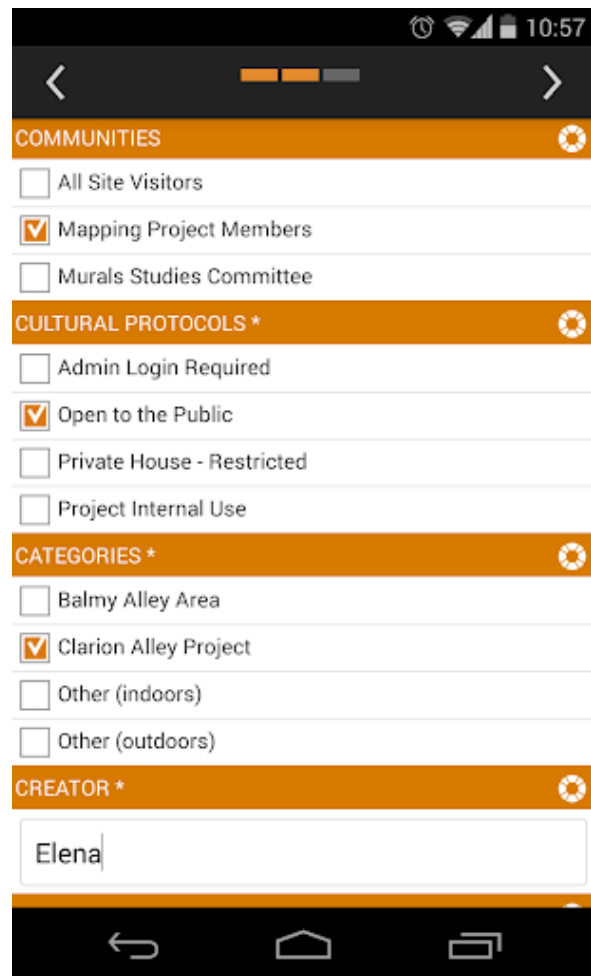 10:57
COMMUNITIES
All Site Visitors
Mapping Project Members
Murals Studies Committee
CULTURAL PROTOCOLS *
Admin Login Required
Open to the Public
Private House - Restricted
Project Internal Use
CATEGORIES *
Balmy Alley Area
Clarion Alley Project
Other (indoors)
Other (outdoors)
CREATOR *
Elena